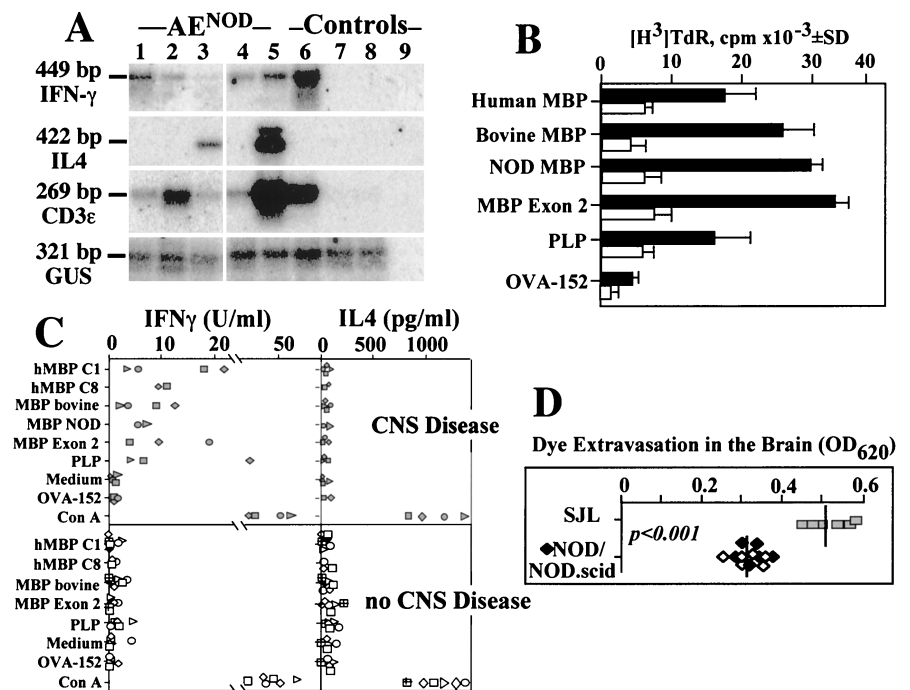 A
AE^NOD
Controls
1 2 3 4 5 6 7 8 9
449 bp
IFN-γ
422 bp
IL4
269 bp
CD3ε
321 bp
GUS
B
[H³]TdR, cpm x10⁻³±SD
0 10 20 30 40
Human MBP
Bovine MBP
NOD MBP
MBP Exon 2
PLP
OVA-152
C
IFNγ (U/ml)
IL4 (pg/ml)
0 10 20 50
0 500 1000
hMBP C1
hMBP C8
MBP bovine
MBP NOD
MBP Exon 2
PLP
Medium
OVA-152
Con A
CNS Disease
hMBP C1
hMBP C8
MBP bovine
MBP Exon 2
PLP
Medium
OVA-152
Con A
no CNS Disease
D
Dye Extravasation in the Brain (OD₆₂₀)
0 0.2 0.4 0.6
SJL
p<0.001
NOD/
NOD.scid